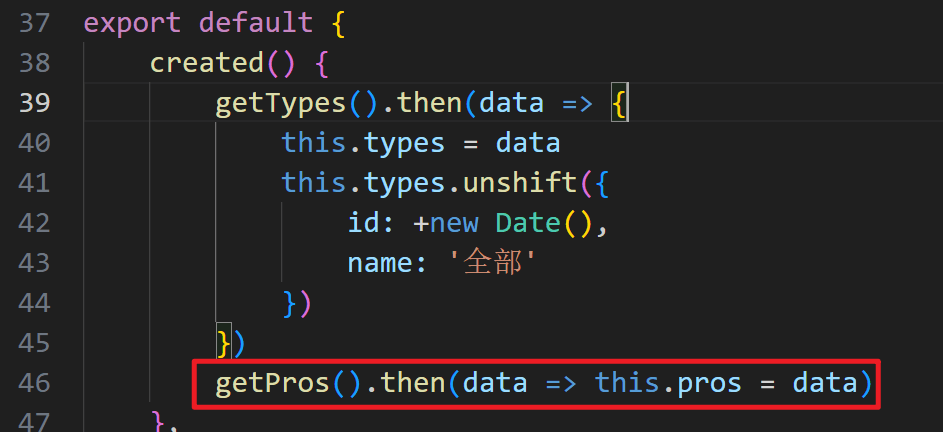 37 export default {
38 created() {
39 getTypes().then(data => {
40 this.types = data
41 this.types.unshift({
42 id: +new Date(),
43 name: '全部'
44 })
45 })
46 getPros().then(data => this.pros = data)
47 },